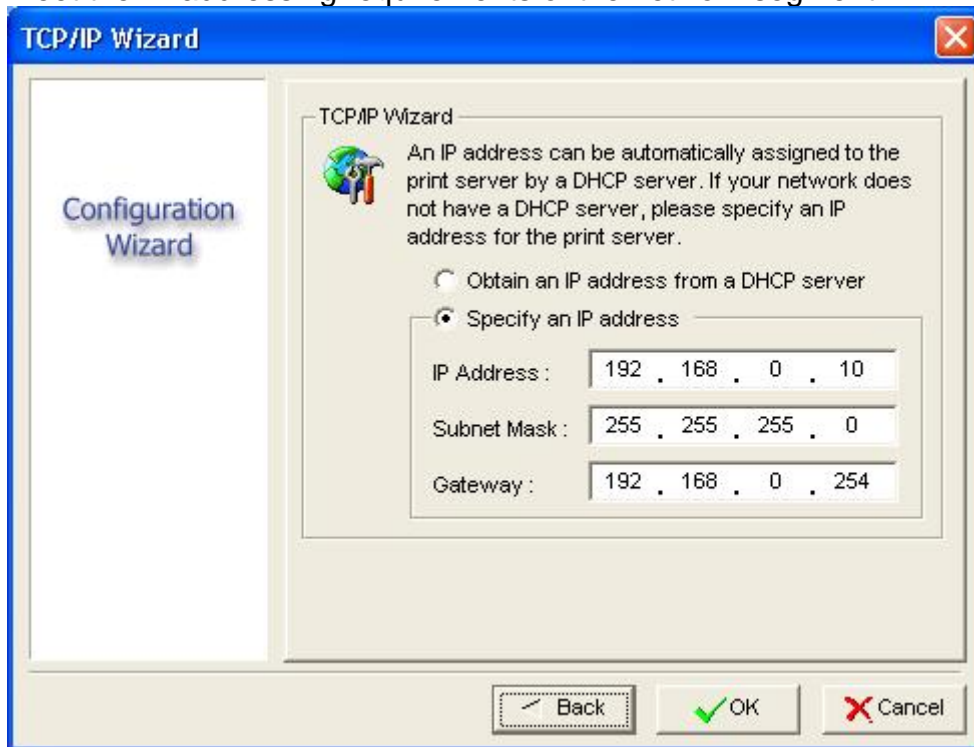 TCP/IP Wizard
Configuration
Wizard
TCP/IP Wizard
An IP address can be automatically assigned to the
print server by a DHCP server. If your network does
not have a DHCP server, please specify an IP
address for the print server.
Obtain an IP address from a DHCP server
Specify an IP address
IP Address : 192 . 168 . 0 . 10
Subnet Mask : 255 . 255 . 255 . 0
Gateway : 192 . 168 . 0 . 254
< Back OK Cancel